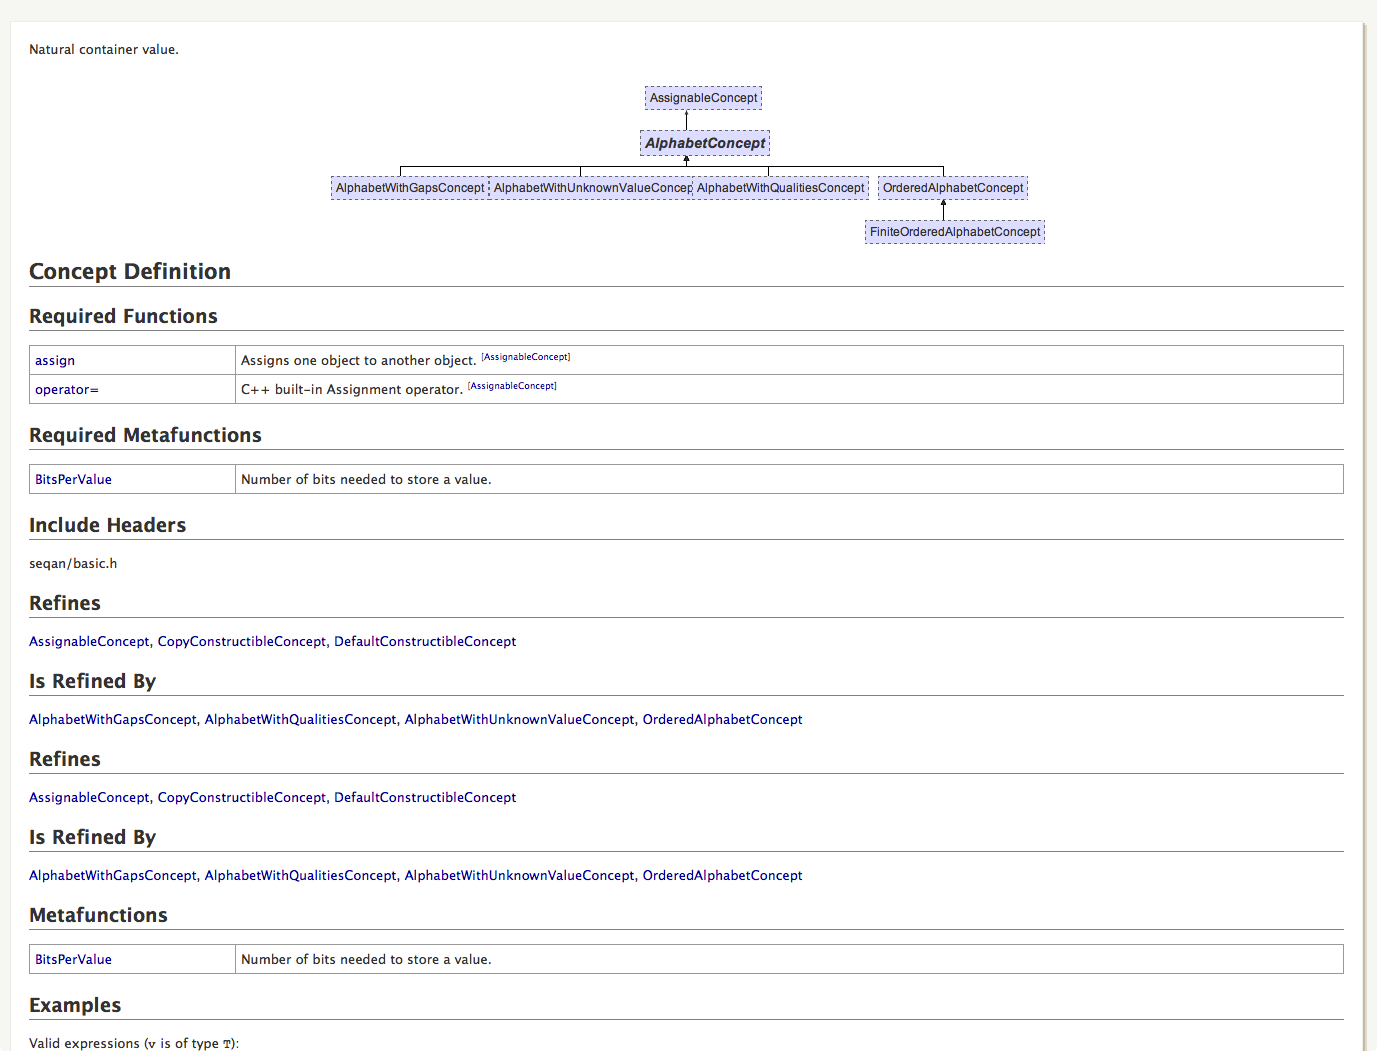 Natural container value.
AssignableConcept
AlphabetConcept
AlphabetWithGapsConcept AlphabetWithUnknownValueConcep AlphabetWithQualitiesConcept OrderedAlphabetConcept
FiniteOrderedAlphabetConcept
Concept Definition
Required Functions
assign Assigns one object to another object. [AssignableConcept]
operator= C++ built-in Assignment operator. [AssignableConcept]
Required Metafunctions
BitsPerValue Number of bits needed to store a value.
Include Headers
seqan/basic.h
Refines
AssignableConcept, CopyConstructibleConcept, DefaultConstructibleConcept
Is Refined By
AlphabetWithGapsConcept, AlphabetWithQualitiesConcept, AlphabetWithUnknownValueConcept, OrderedAlphabetConcept
Refines
AssignableConcept, CopyConstructibleConcept, DefaultConstructibleConcept
Is Refined By
AlphabetWithGapsConcept, AlphabetWithQualitiesConcept, AlphabetWithUnknownValueConcept, OrderedAlphabetConcept
Metafunctions
BitsPerValue Number of bits needed to store a value.
Examples
Valid expressions (v is of type T):